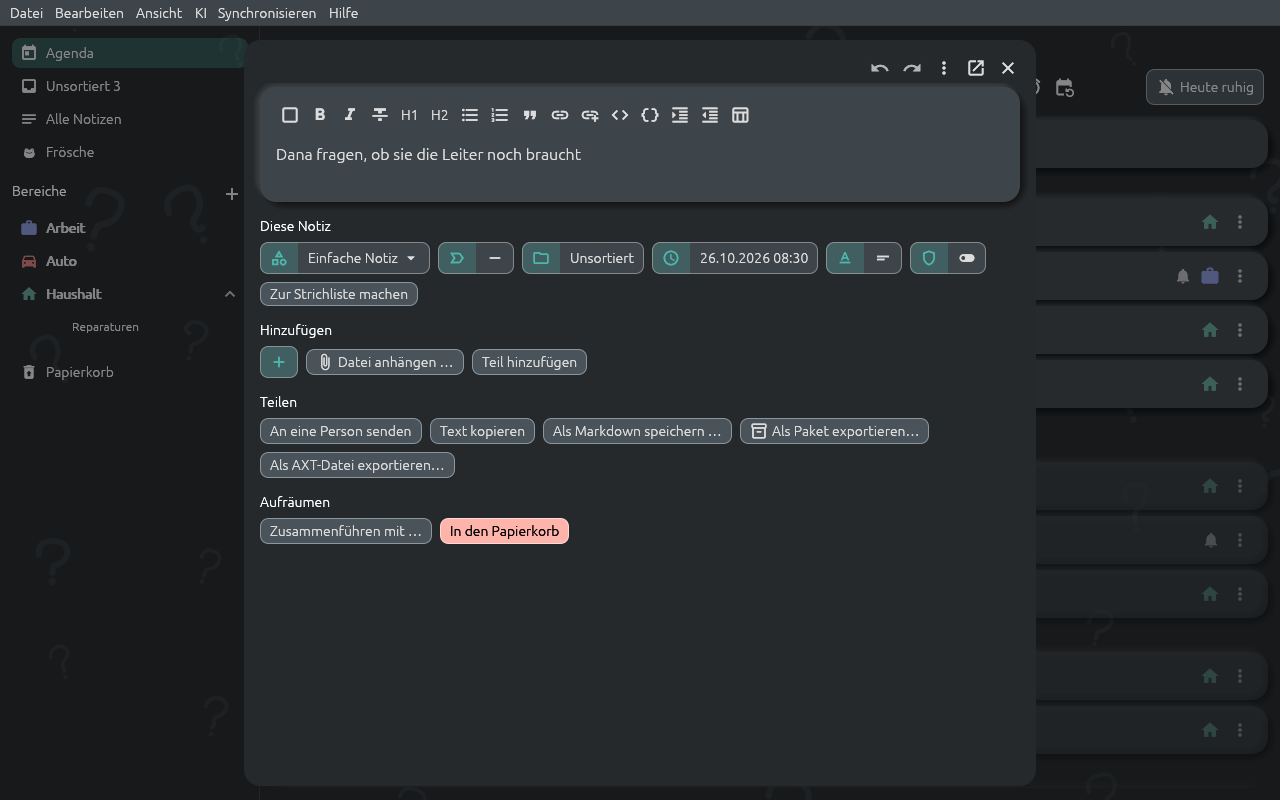 Datei Bearbeiten Ansicht KI Synchronisieren Hilfe
Agenda
Unsortiert 3
Alle Notizen
Frösche
Bereiche
Arbeit
Auto
Haushalt
Reparaturen
Papierkorb
Heute ruhig
B I H1 H2
Dana fragen, ob sie die Leiter noch braucht
Diese Notiz
Einfache Notiz Unsortiert 26.10.2026 08:30
Zur Strichliste machen
Hinzufügen
Datei anhängen … Teil hinzufügen
Teilen
An eine Person senden Text kopieren Als Markdown speichern … Als Paket exportieren…
Als AXT-Datei exportieren…
Aufräumen
Zusammenführen mit … In den Papierkorb